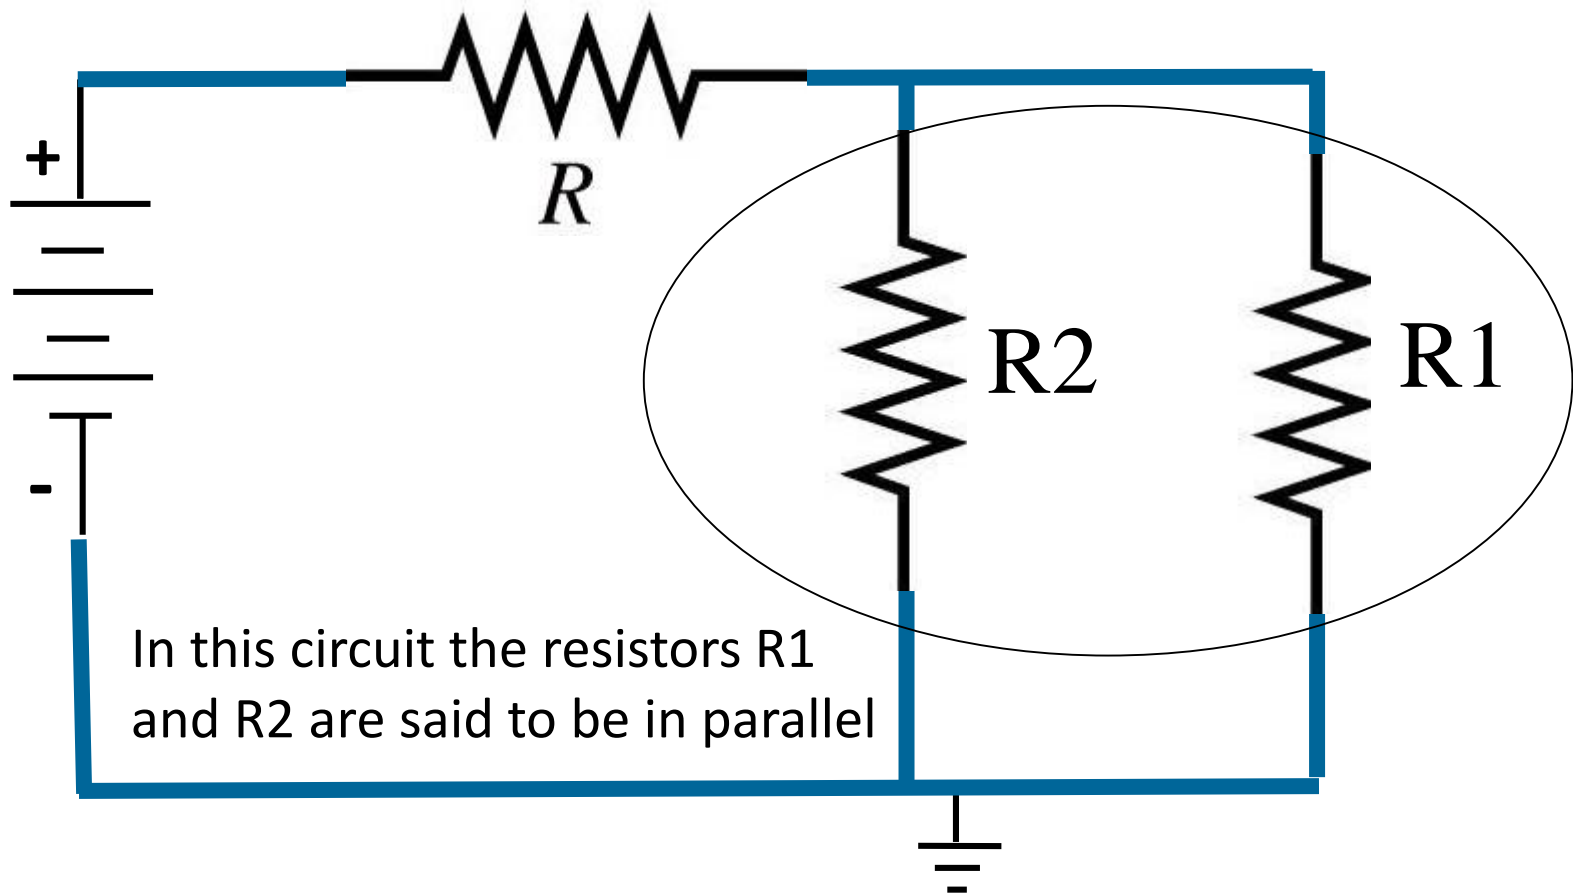 +
R
R2
R1
-
In this circuit the resistors R1
and R2 are said to be in parallel